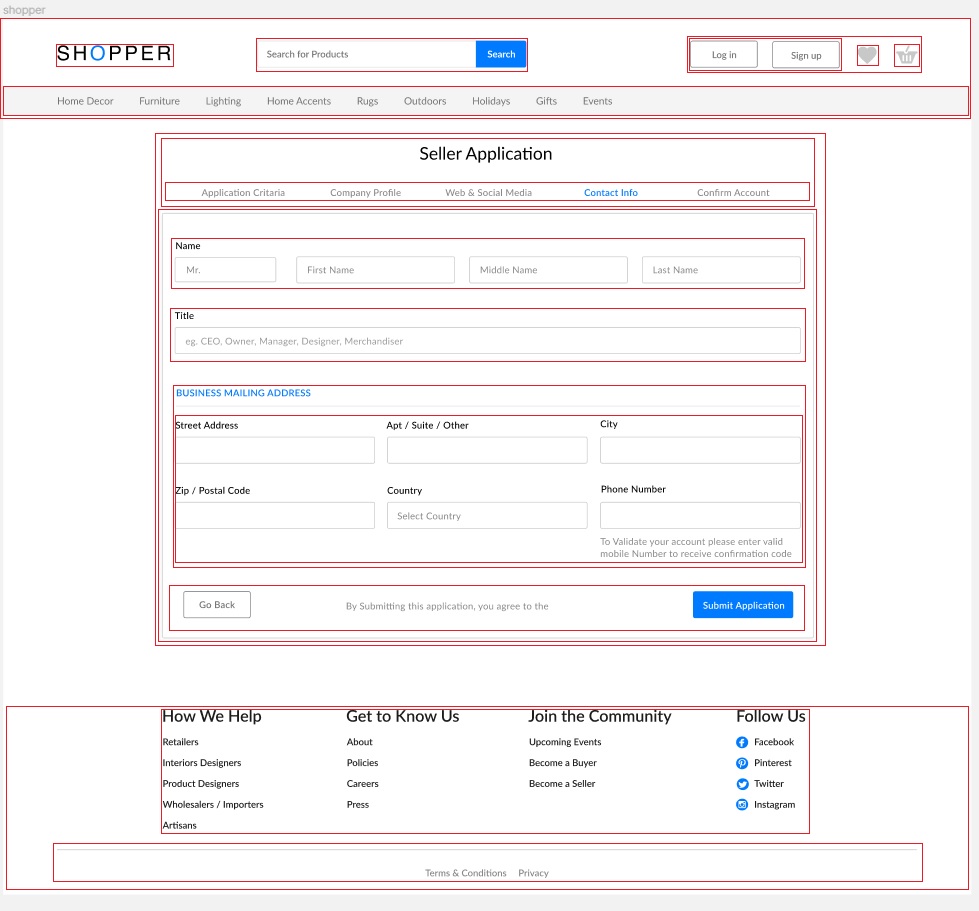 shopper
SHOPPER
Search for Products
Search
Log in
Sign up
Home Decor Furniture Lighting Home Accents Rugs Outdoors Holidays Gifts Events
Seller Application
Application Critaria Company Profile Web & Social Media Contact Info Confirm Account
Name
Mr. First Name Middle Name Last Name
Title
eg. CEO, Owner, Manager, Designer, Merchandiser
BUSINESS MAILING ADDRESS
Street Address Apt / Suite / Other City
Zip / Postal Code Country Phone Number
Select Country
To Validate your account please enter valid
mobile Number to receive confirmation code
Go Back By Submitting this application, you agree to the Submit Application
How We Help Get to Know Us Join the Community Follow Us
Retailers About Upcoming Events Facebook
Interiors Designers Policies Become a Buyer Pinterest
Product Designers Careers Become a Seller Twitter
Wholesalers / Importers Press Instagram
Artisans
Terms & Conditions Privacy